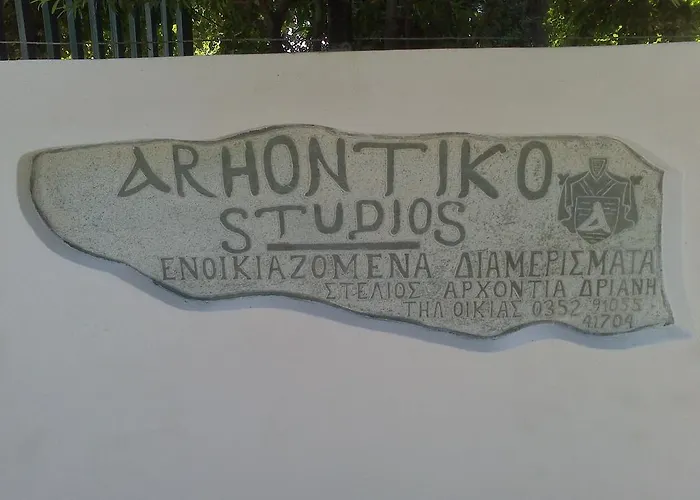 ARHONTIKO
STUDIOS
ΕΝΟΙΚΙΑΖΟΜΕΝΑ ΔΙΑΜΕΡΙΣΜΑΤΑ
ΣΤΕΛΙΟΣ ΑΡΧΟΝΤΙΑ ΔΡΙΑΝΗ
ΤΗΛ ΟΙΚΙΑΣ 0352 91055
41704